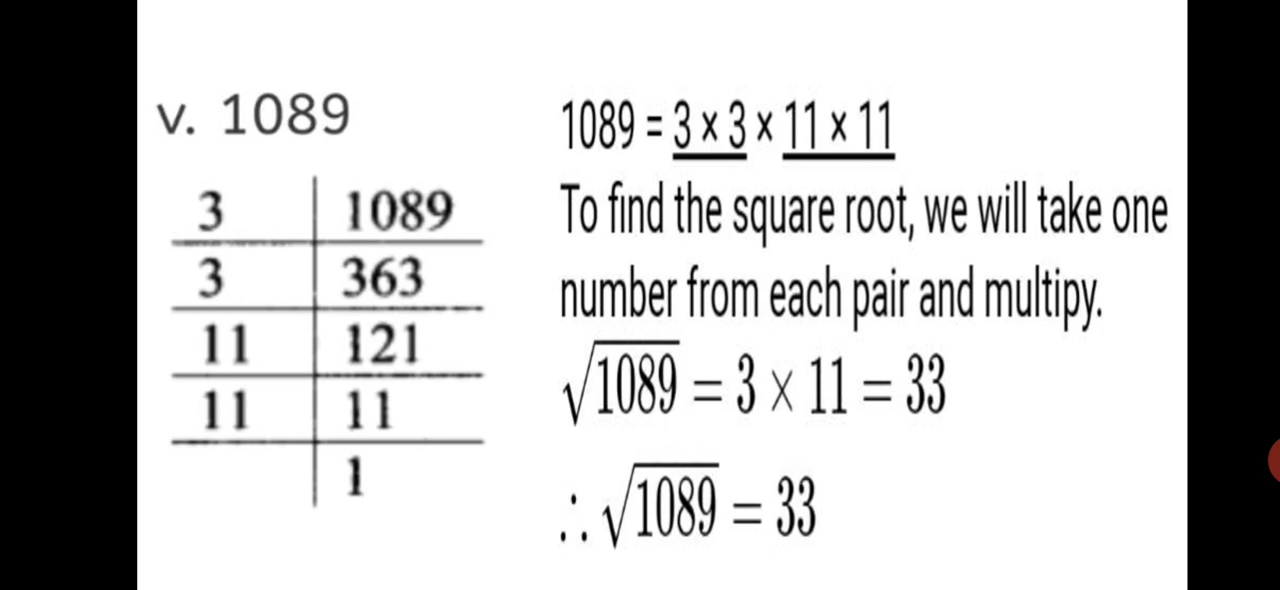 v. 1089
3 1089
3 363
11 121
11 11
1
1089 = 3 × 3 × 11 × 11
To find the square root, we will take one
number from each pair and multipy.
√1089 = 3 × 11 = 33
∴ √1089 = 33